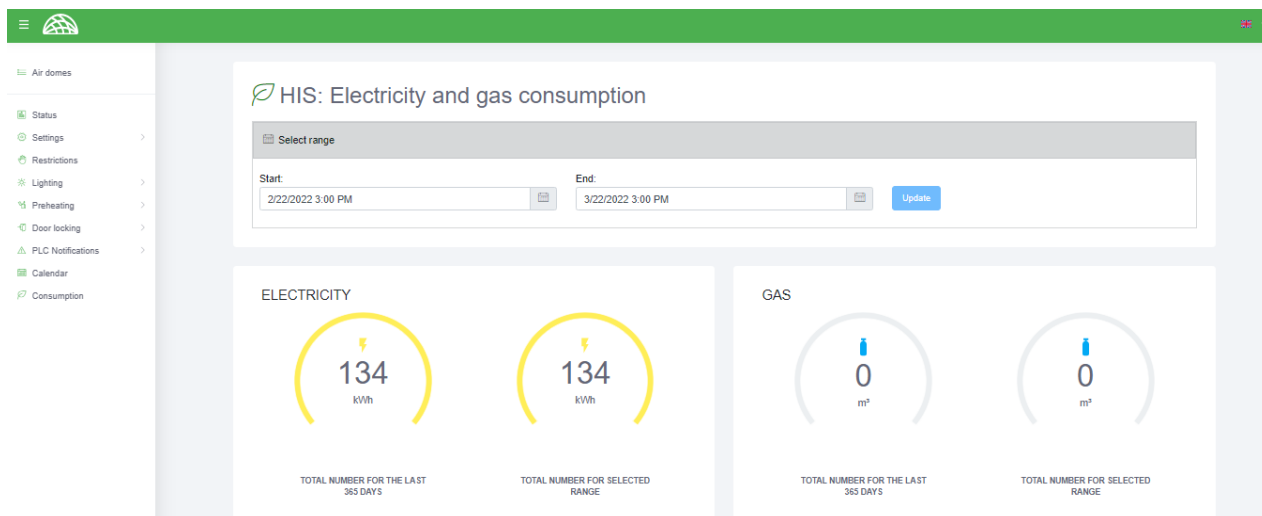 Air domes
Status
Settings
Restrictions
Lighting
Preheating
Door locking
PLC Notifications
Calendar
Consumption
HIS: Electricity and gas consumption
Select range
Start:
End:
2/22/2022 3:00 PM
3/22/2022 3:00 PM
Update
ELECTRICITY
134
kWh
TOTAL NUMBER FOR THE LAST
365 DAYS
134
kWh
TOTAL NUMBER FOR SELECTED
RANGE
GAS
0
m³
TOTAL NUMBER FOR THE LAST
365 DAYS
0
m³
TOTAL NUMBER FOR SELECTED
RANGE